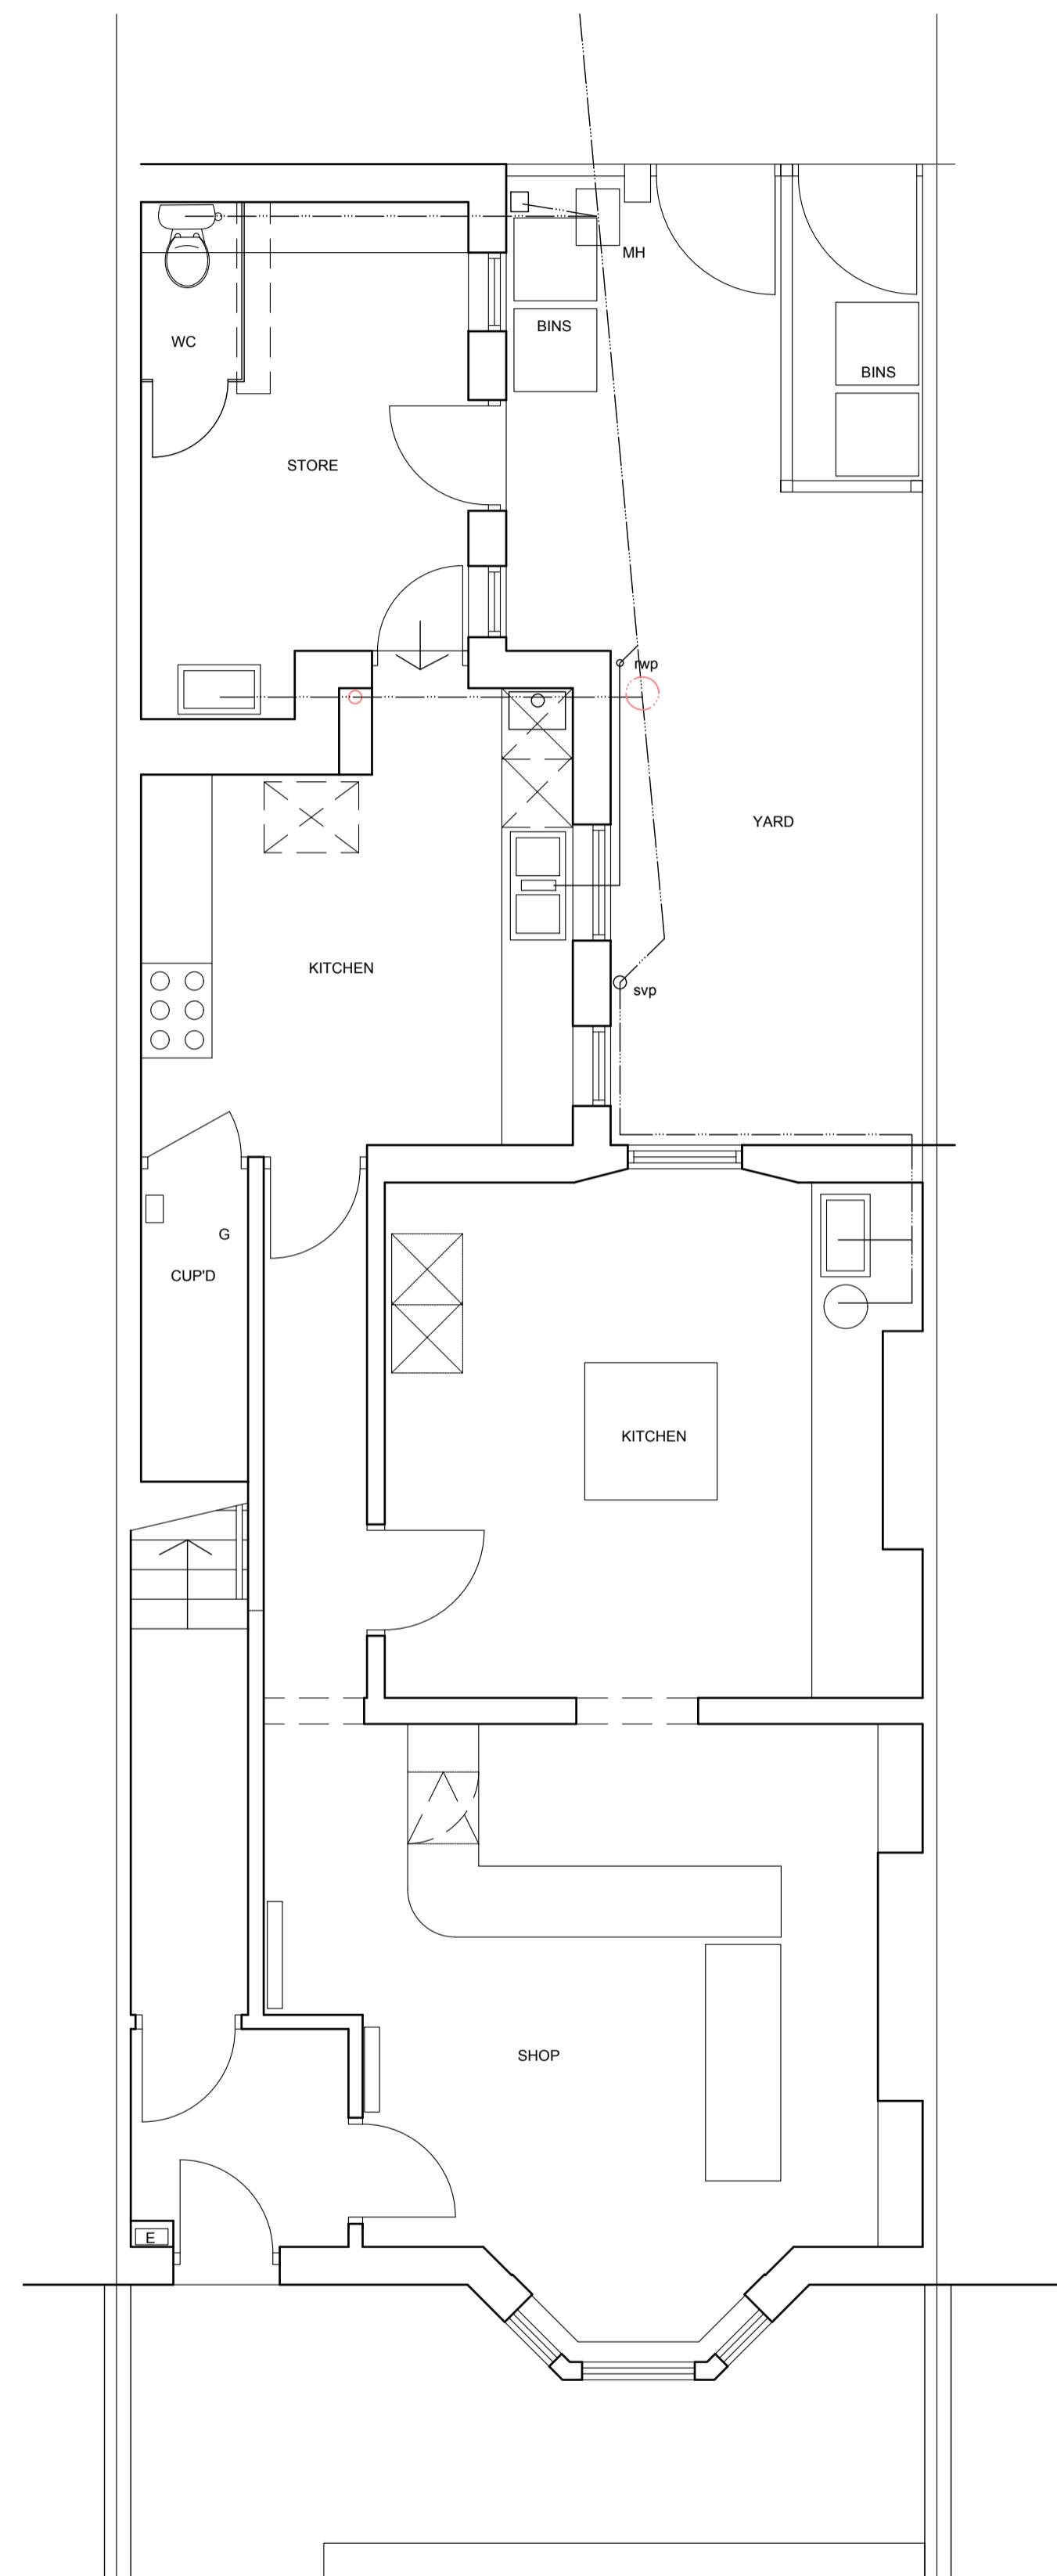 MH
BINS
WC
BINS
STORE
rwp
YARD
KITCHEN
svp
G
CUP'D
KITCHEN
SHOP
E